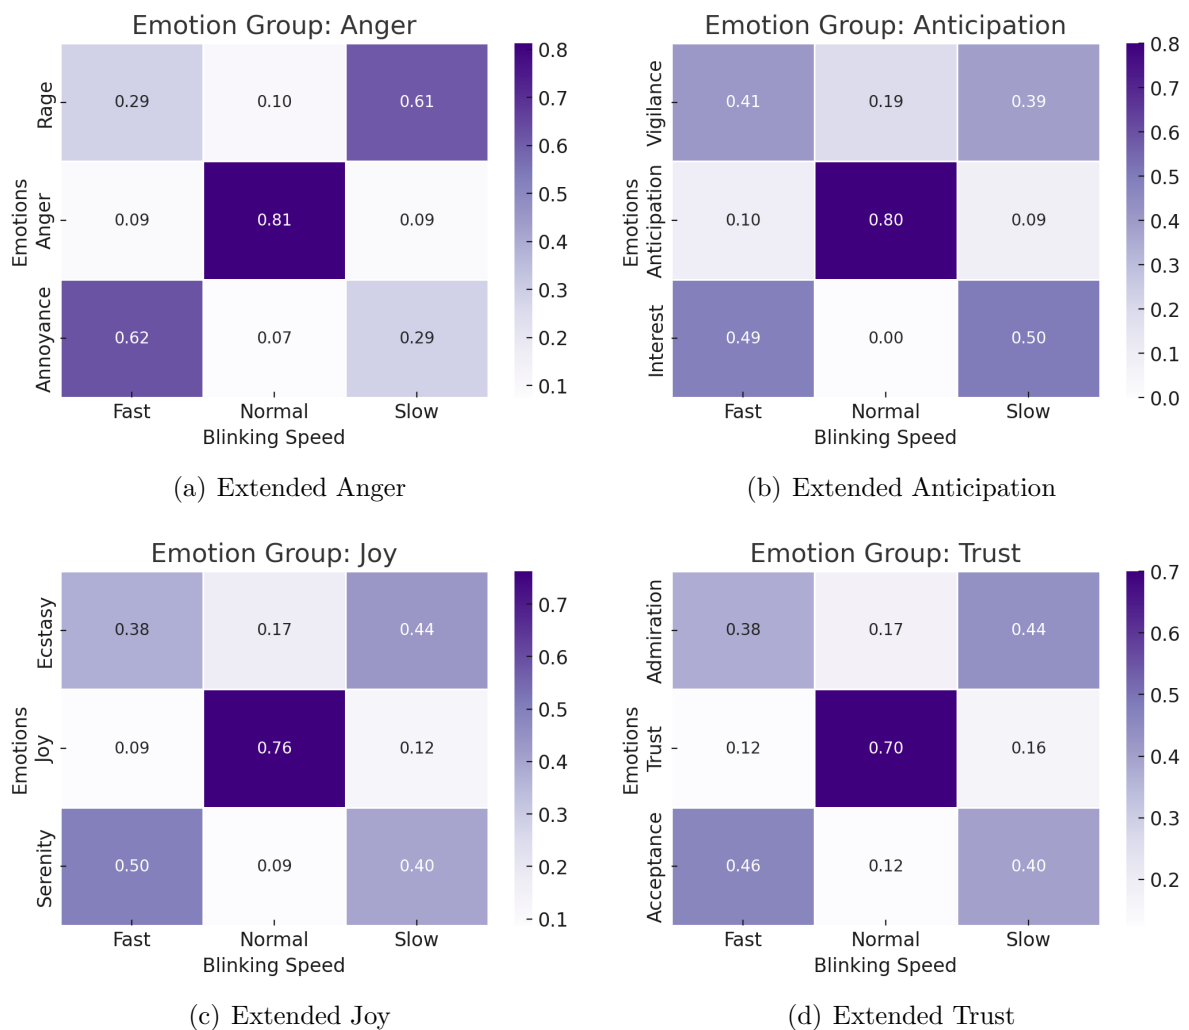 Emotion Group: Anger
0.8
0.7
0.6
0.5
0.4
0.3
0.2
0.1
Emotions
Rage
0.29 0.10 0.61
Anger
0.09 0.81 0.09
Annoyance
0.62 0.07 0.29
Fast Normal Slow
Blinking Speed
(a) Extended Anger
Emotion Group: Anticipation
0.8
0.7
0.6
0.5
0.4
0.3
0.2
0.1
0.0
Emotions
Vigilance
0.41 0.19 0.39
Anticipation
0.10 0.80 0.09
Interest
0.49 0.00 0.50
Fast Normal Slow
Blinking Speed
(b) Extended Anticipation
Emotion Group: Joy
0.7
0.6
0.5
0.4
0.3
0.2
0.1
Emotions
Ecstasy
0.38 0.17 0.44
Joy
0.09 0.76 0.12
Serenity
0.50 0.09 0.40
Fast Normal Slow
Blinking Speed
(c) Extended Joy
Emotion Group: Trust
0.7
0.6
0.5
0.4
0.3
0.2
Emotions
Admiration
0.38 0.17 0.44
Trust
0.12 0.70 0.16
Acceptance
0.46 0.12 0.40
Fast Normal Slow
Blinking Speed
(d) Extended Trust